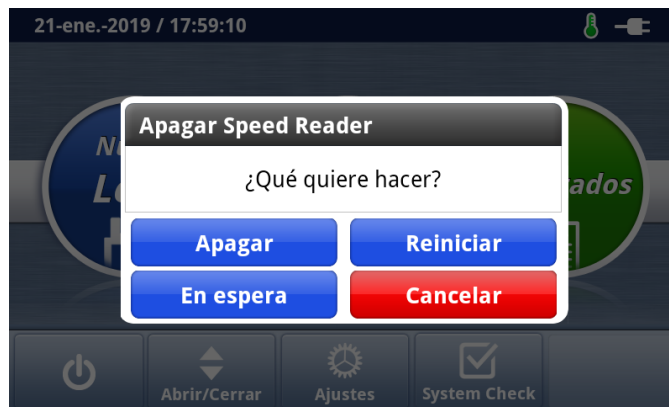 21-ene.-2019 / 17:59:10
Apagar Speed Reader
¿Qué quiere hacer?
Apagar
Reiniciar
En espera
Cancelar
Abrir/Cerrar
Ajustes
System Check